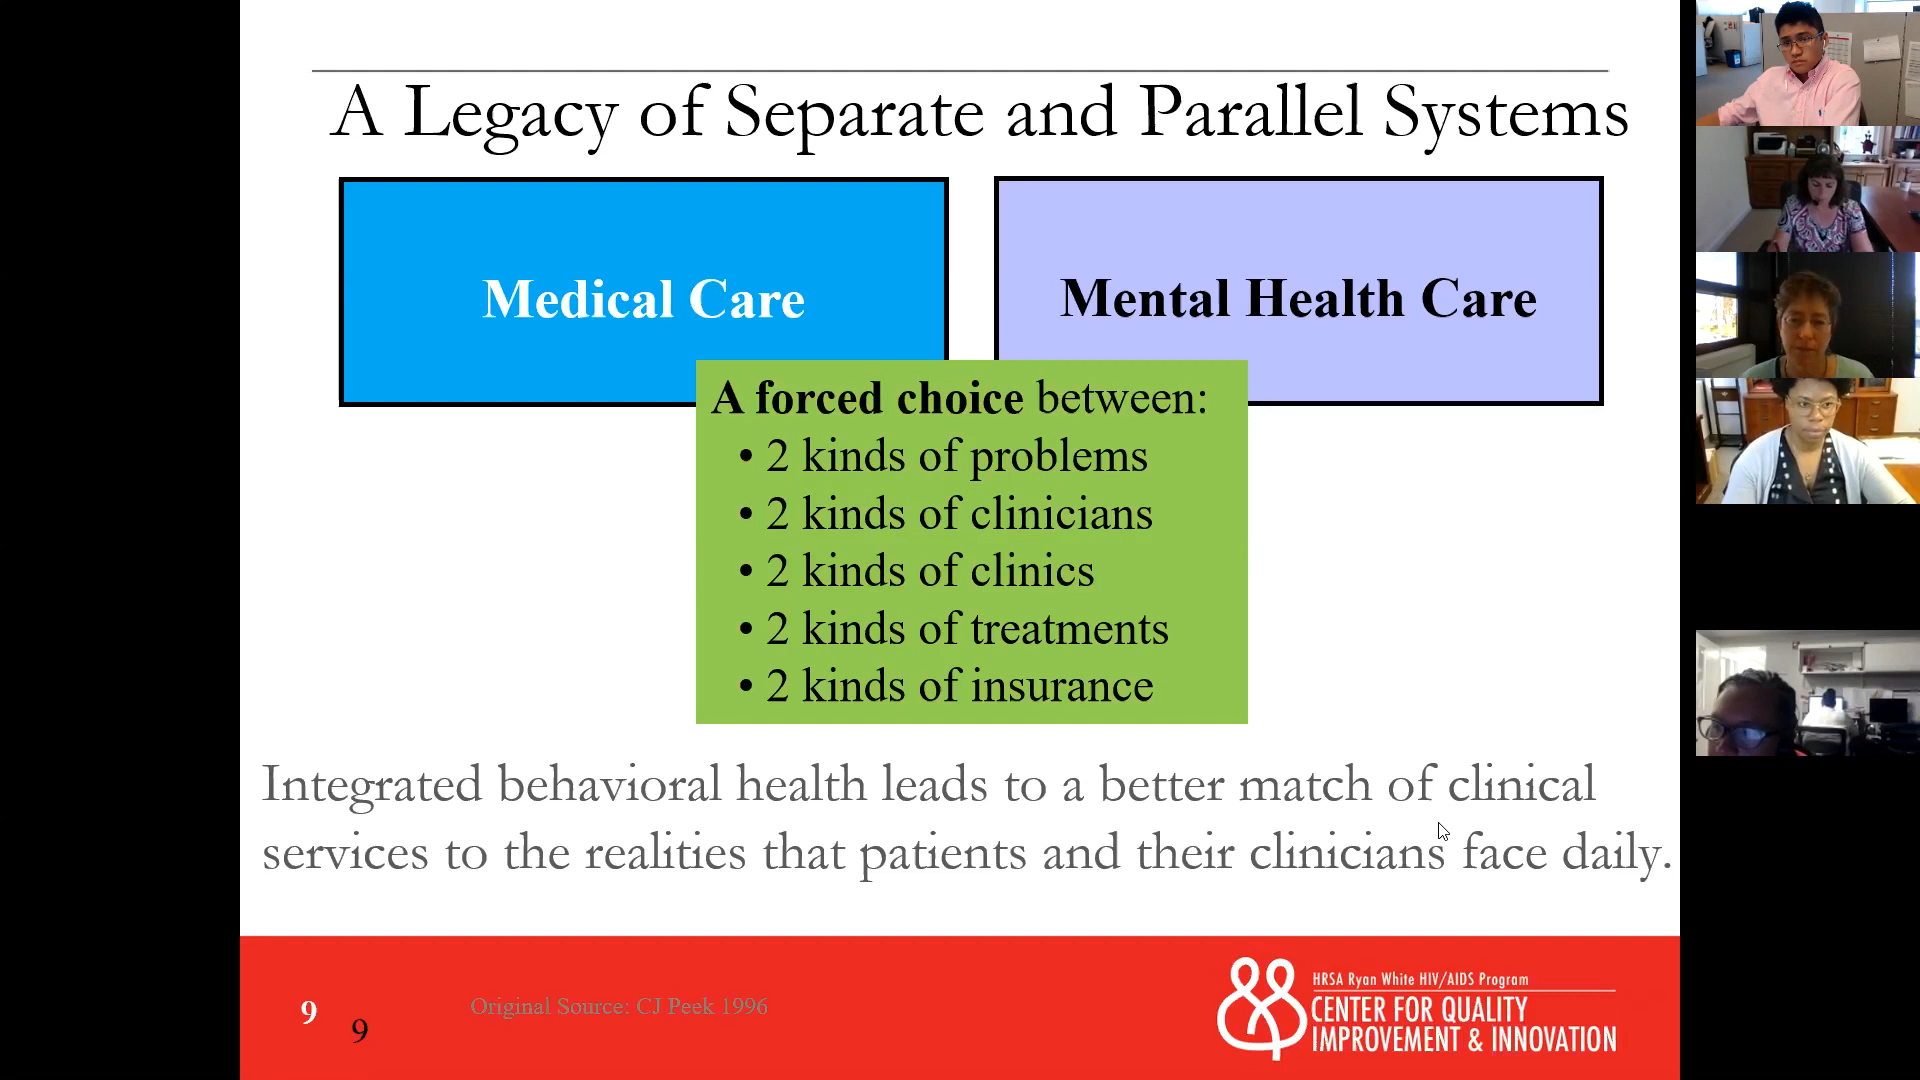 A Legacy of Separate and Parallel Systems
Medical Care
Mental Health Care
A forced choice between:
• 2 kinds of problems
• 2 kinds of clinicians
• 2 kinds of clinics
• 2 kinds of treatments
• 2 kinds of insurance
Integrated behavioral health leads to a better match of clinical
services to the realities that patients and their clinicians face daily.
9
9
Original Source: CJ Peek 1996
HRSA Ryan White HIV/AIDS Program
CENTER FOR QUALITY
IMPROVEMENT & INNOVATION